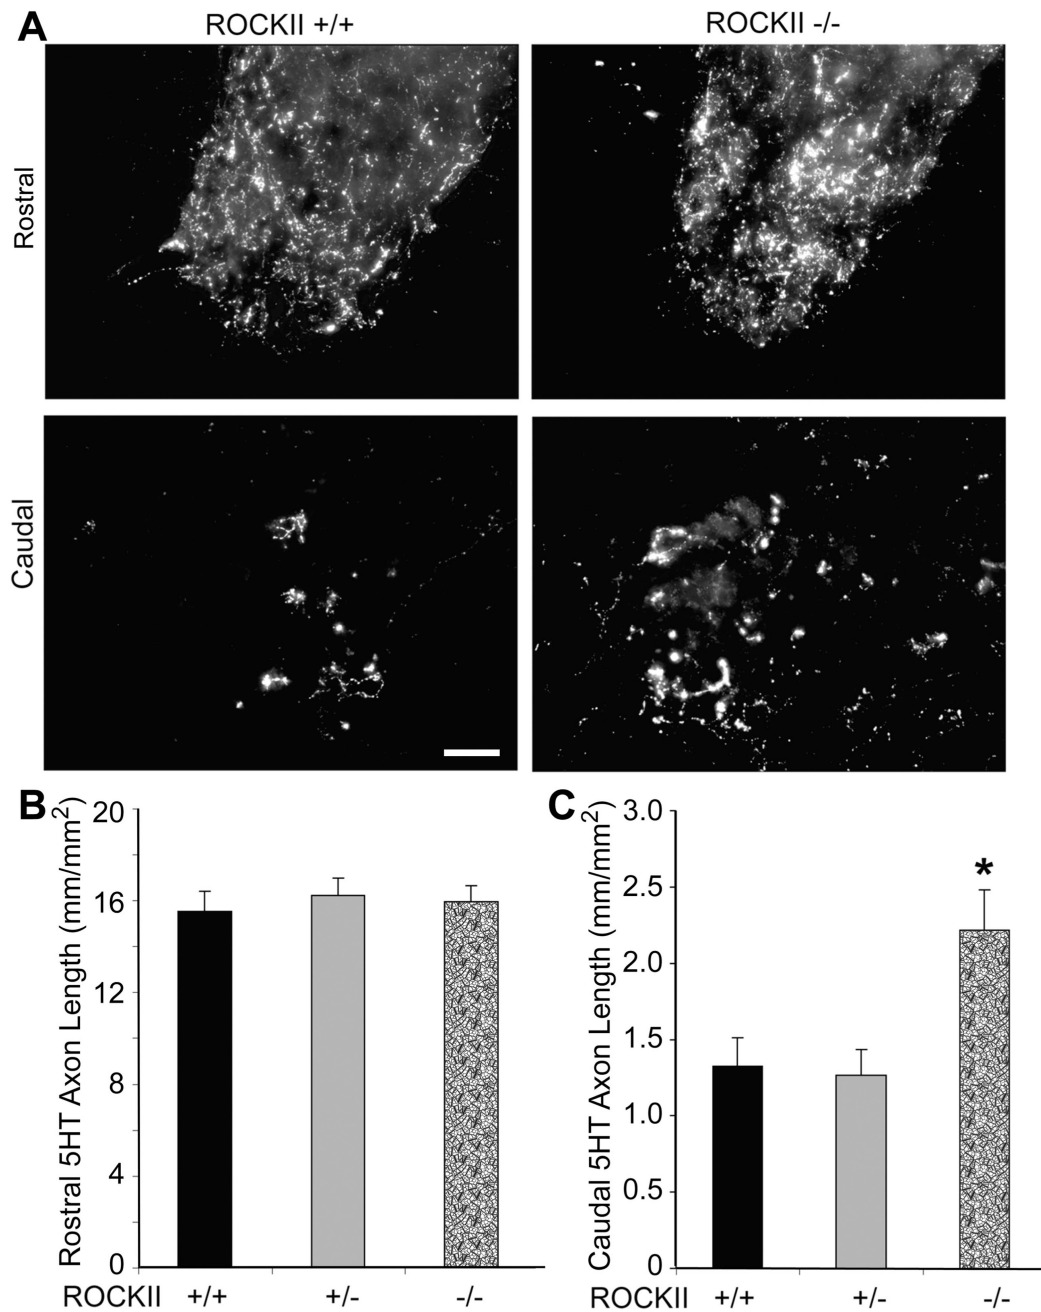 A
ROCKII +/+
ROCKII -/-
Rostral
Caudal
B
Rostral 5HT Axon Length (mm/mm²)
20
16
12
8
4
0
ROCKII +/+ +/- -/-
C
Caudal 5HT Axon Length (mm/mm²)
3.0
2.5
2.0
1.5
1.0
0.5
0
*
ROCKII +/+ +/- -/-